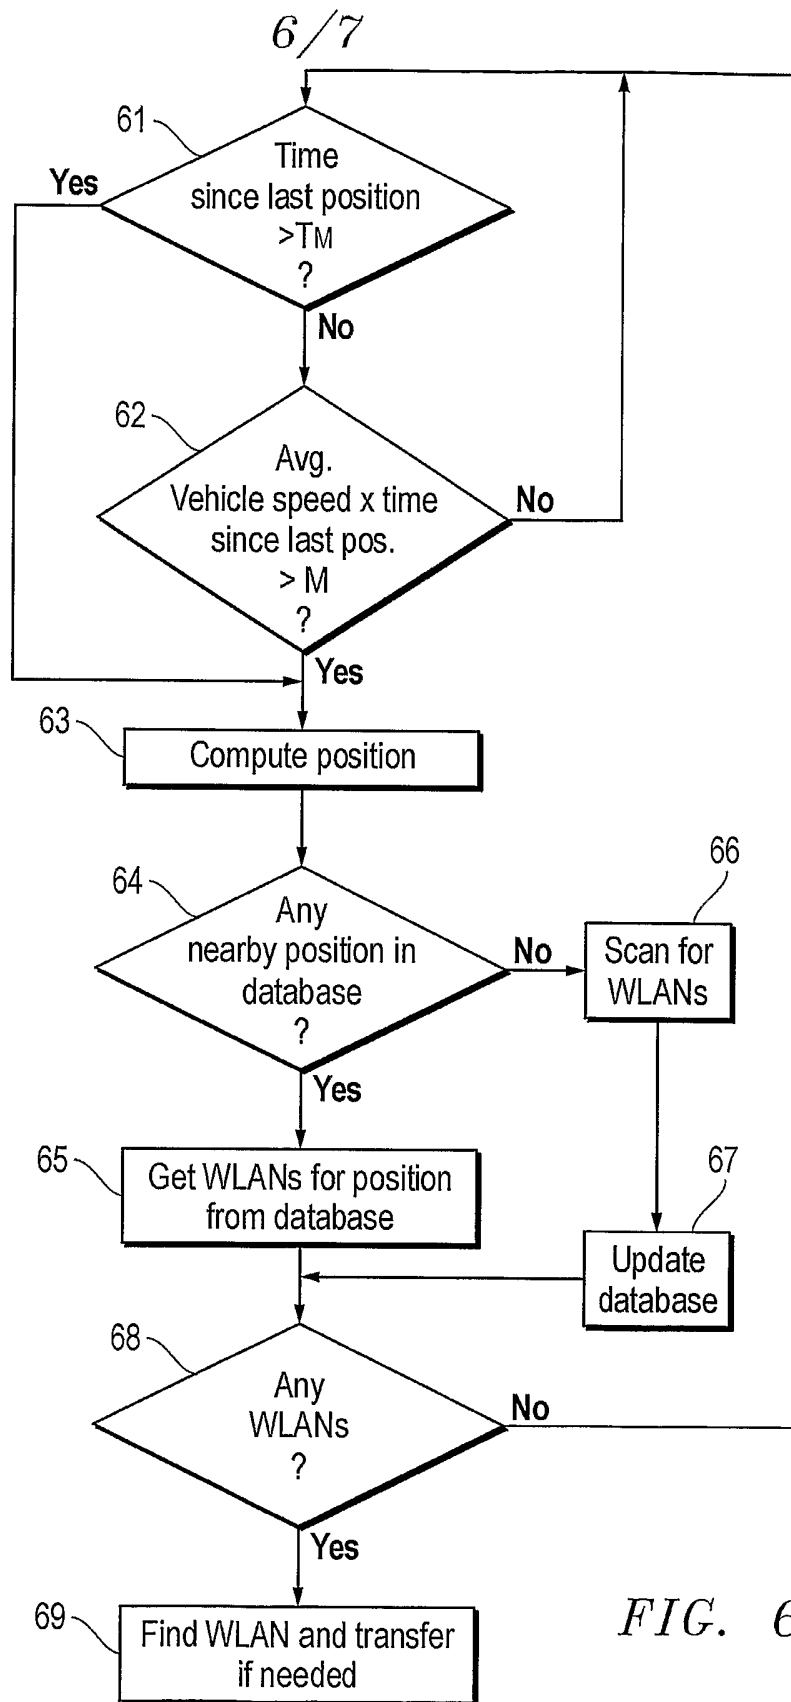 6/7
61
Time
since last position
>TM
?
Yes
No
62
Avg.
Vehicle speed x time
since last pos.
> M
?
No
Yes
63
Compute position
64
Any
nearby position in
database
?
No
Yes
66
Scan for
WLANs
65
Get WLANs for position
from database
67
Update
database
68
Any
WLANs
?
No
Yes
69
Find WLAN and transfer
if needed
FIG. 6